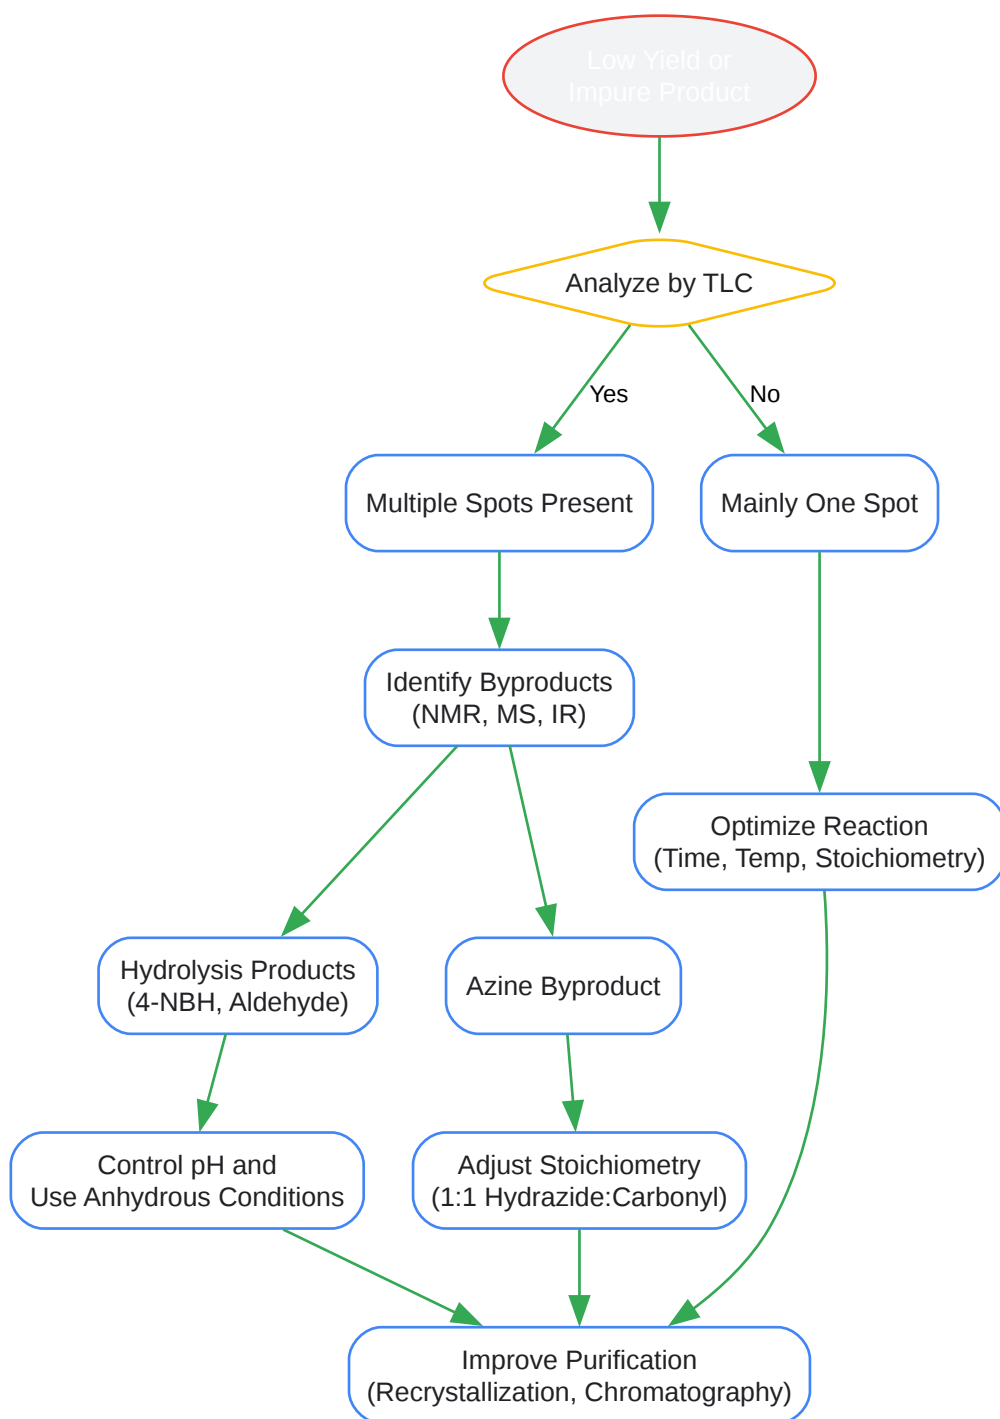 Low Yield or
Impure Product
Analyze by TLC
Yes
No
Multiple Spots Present
Mainly One Spot
Identify Byproducts
(NMR, MS, IR)
Optimize Reaction
(Time, Temp, Stoichiometry)
Hydrolysis Products
(4-NBH, Aldehyde)
Azine Byproduct
Control pH and
Use Anhydrous Conditions
Adjust Stoichiometry
(1:1 Hydrazide:Carbonyl)
Improve Purification
(Recrystallization, Chromatography)